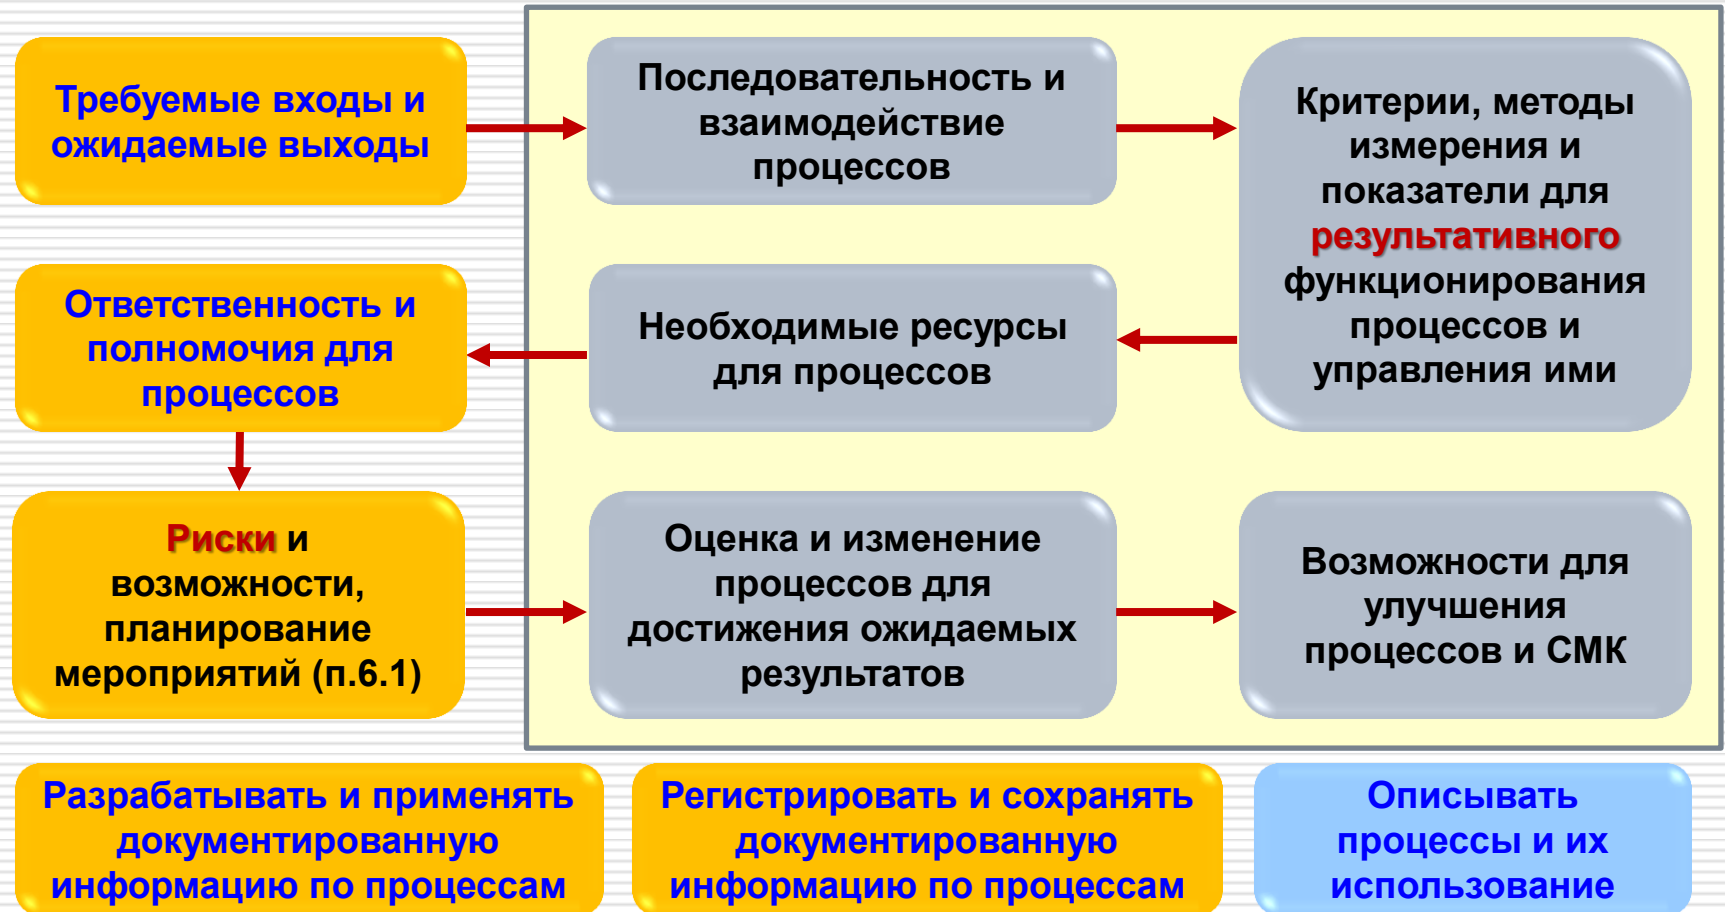 Требуемые входы и
ожидаемые выходы
Последовательность и
взаимодействие
процессов
Критерии, методы
измерения и
показатели для
результативного
функционирования
процессов и
управления ими
Ответственность и
полномочия для
процессов
Необходимые ресурсы
для процессов
Риски и
возможности,
планирование
мероприятий (п.6.1)
Оценка и изменение
процессов для
достижения ожидаемых
результатов
Возможности для
улучшения
процессов и СМК
Разрабатывать и применять
документированную
информацию по процессам
Регистрировать и сохранять
документированную
информацию по процессам
Описывать
процессы и их
использование